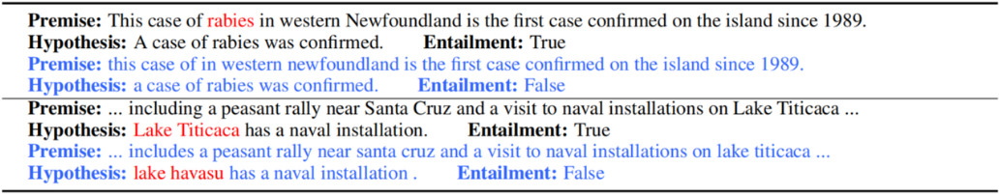 Premise: This case of rabies in western Newfoundland is the first case confirmed on the island since 1989.
Hypothesis: A case of rabies was confirmed. Entailment: True
Premise: this case of in western newfoundland is the first case confirmed on the island since 1989.
Hypothesis: a case of rabies was confirmed. Entailment: False
Premise: ... including a peasant rally near Santa Cruz and a visit to naval installations on Lake Titicaca ...
Hypothesis: Lake Titicaca has a naval installation. Entailment: True
Premise: ... includes a peasant rally near santa cruz and a visit to naval installations on lake titicaca ...
Hypothesis: lake havasu has a naval installation . Entailment: False